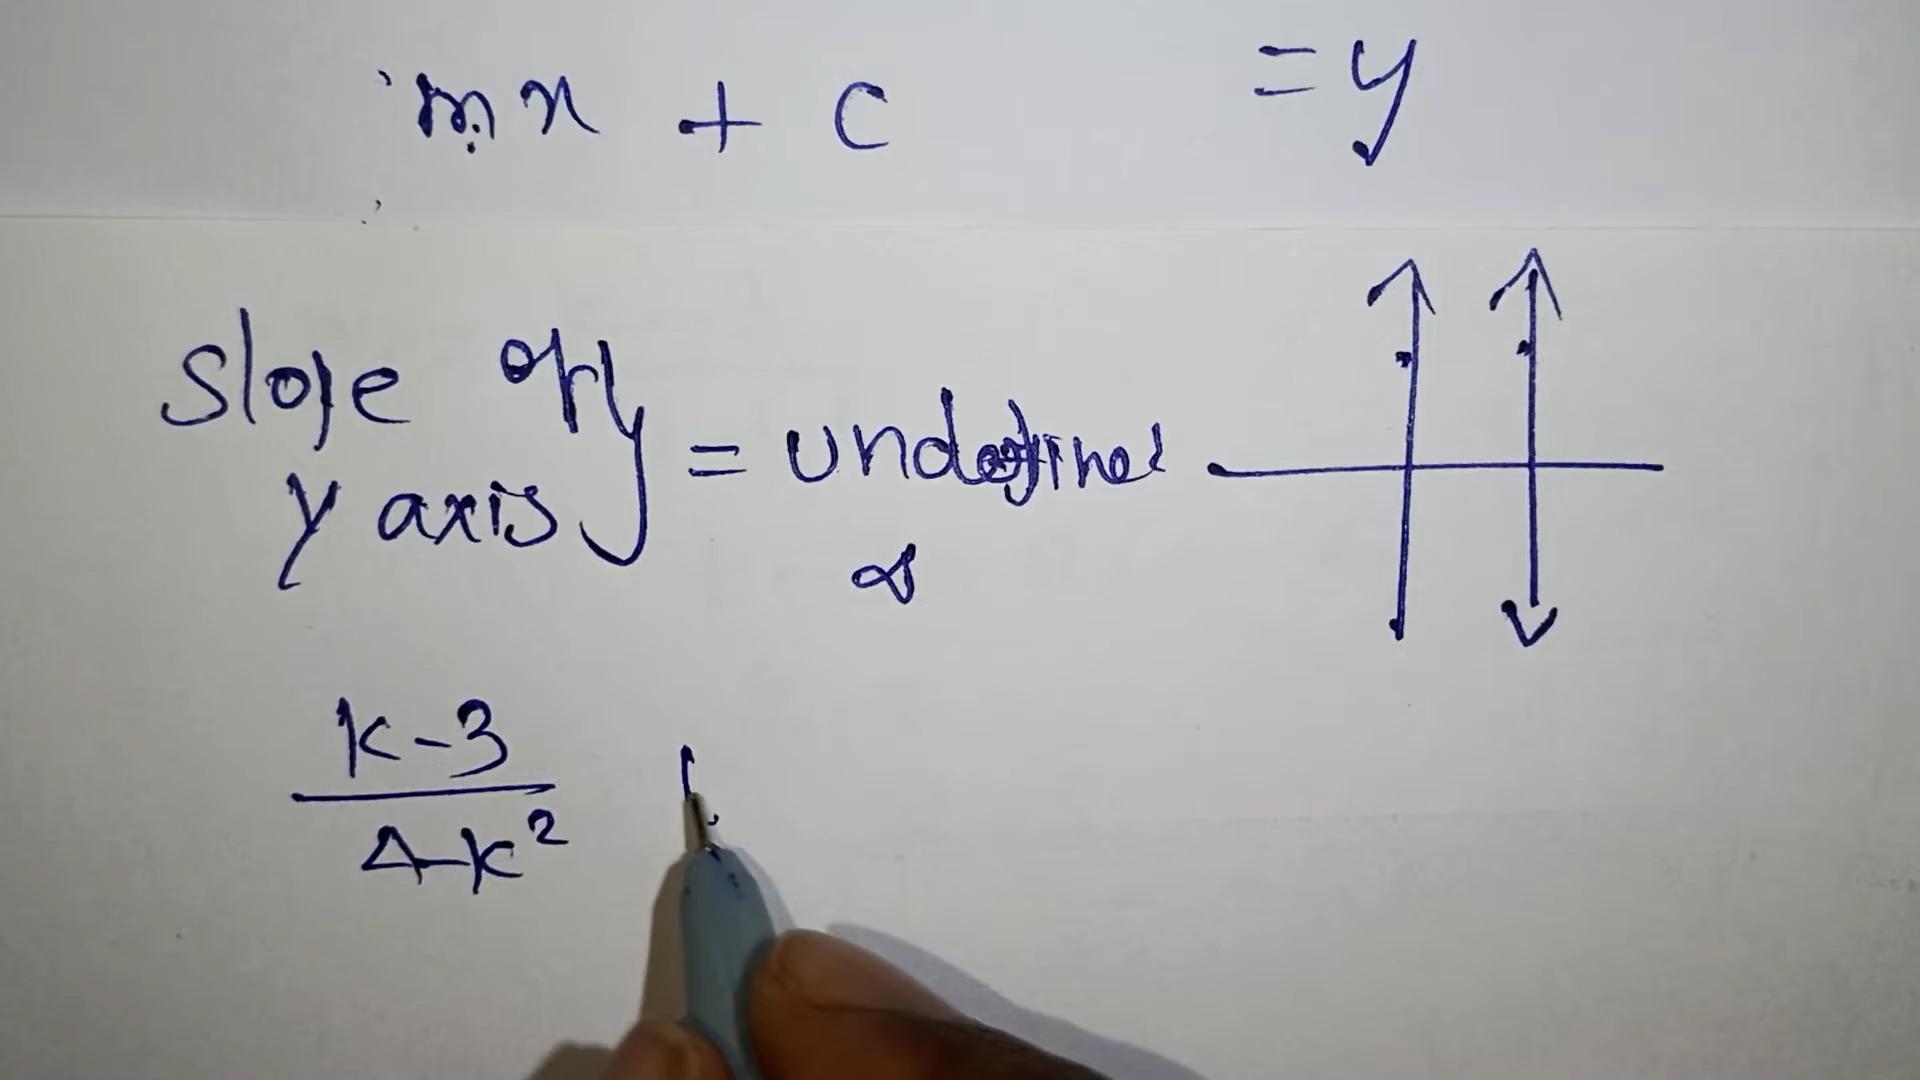 mx + c = y
Slope of
y axis = undefined
∞
k-3
4-k²